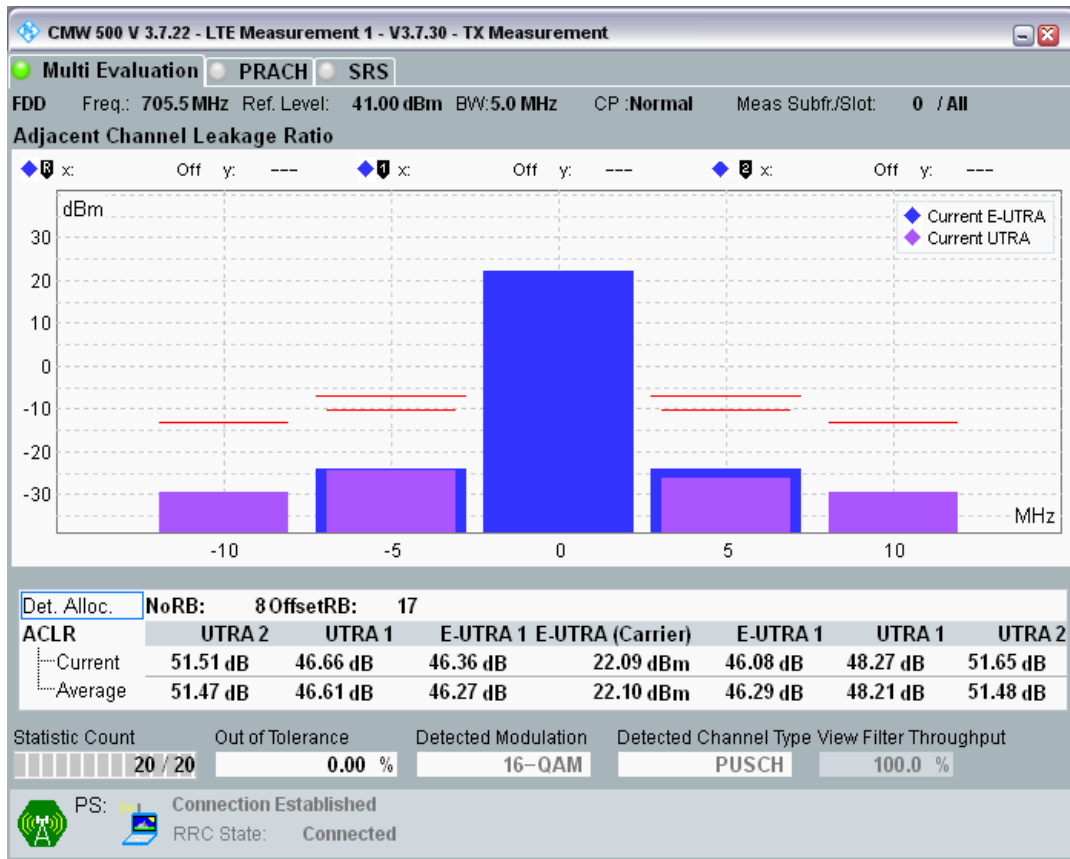 CMW 500 V 3.7.22 - LTE Measurement 1 - V3.7.30 - TX Measurement
Multi Evaluation PRACH SRS
FDD Freq.: 705.5 MHz Ref. Level: 41.00 dBm BW:5.0 MHz CP :Normal Meas Subfr./Slot: 0 / All
Adjacent Channel Leakage Ratio
R x: Off y: --- 1 x: Off y: --- 2 x: Off y: ---
dBm
Current E-UTRA
Current UTRA
30
20
10
0
-10
-20
-30
MHz
-10 -5 0 5 10
Det. Alloc. NoRB: 8 OffsetRB: 17
ACLR UTRA 2 UTRA 1 E-UTRA 1 E-UTRA (Carrier) E-UTRA 1 UTRA 1 UTRA 2
Current 51.51 dB 46.66 dB 46.36 dB 22.09 dBm 46.08 dB 48.27 dB 51.65 dB
Average 51.47 dB 46.61 dB 46.27 dB 22.10 dBm 46.29 dB 48.21 dB 51.48 dB
Statistic Count Out of Tolerance Detected Modulation Detected Channel Type View Filter Throughput
20 / 20 0.00 % 16-QAM PUSCH 100.0 %
PS: Connection Established
RRC State: Connected